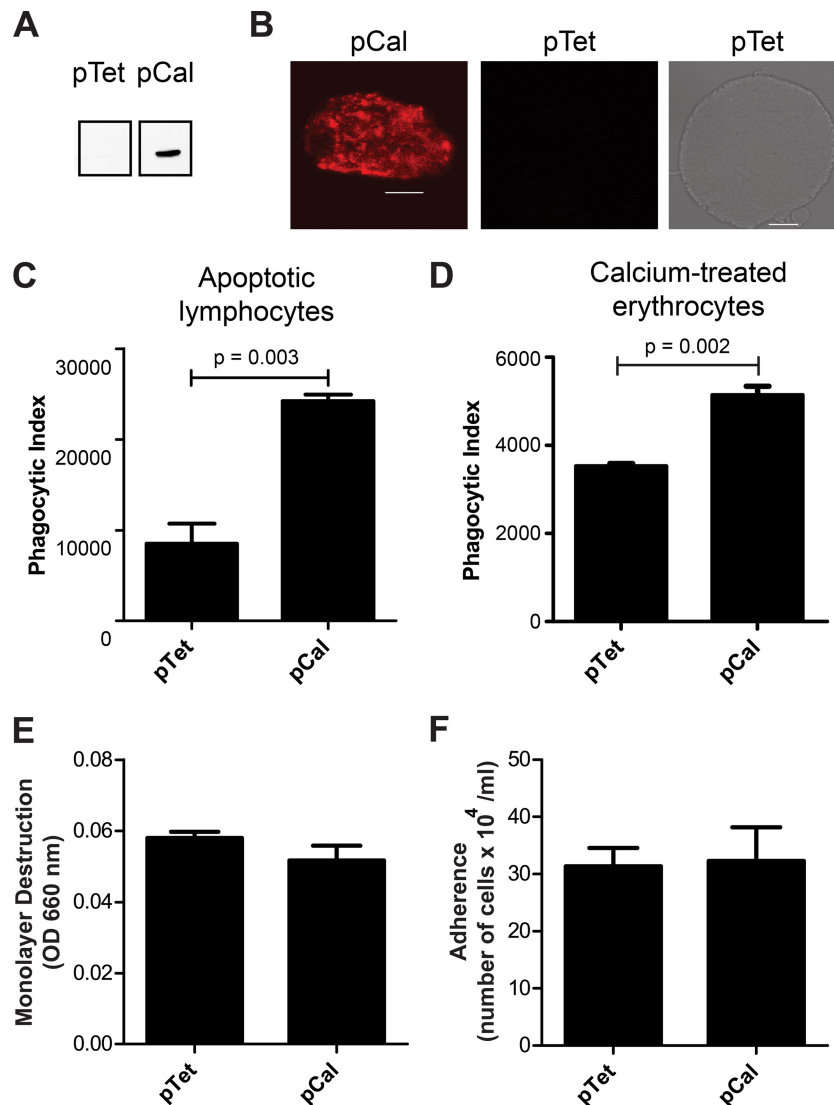 A
pTet pCal
B
pCal
pTet
pTet
C
Apoptotic
lymphocytes
p = 0.003
Phagocytic Index
30000
20000
10000
0
pTet
pCal
D
Calcium-treated
erythrocytes
p = 0.002
Phagocytic Index
6000
4000
2000
0
pTet
pCal
E
Monolayer Destruction
(OD 660 nm)
0.08
0.06
0.04
0.02
0.00
pTet
pCal
F
Adherence
(number of cells x 10⁴ /ml)
50
40
30
20
10
0
pTet
pCal